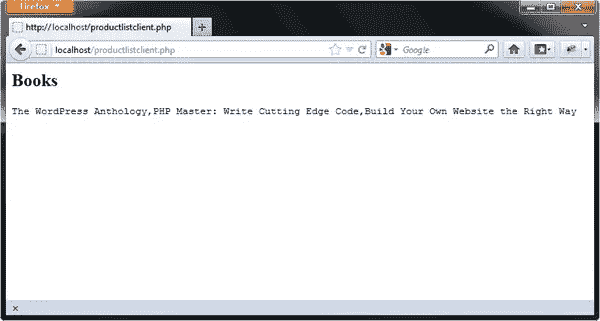 Firefox
http://localhost/productlistclient.php
localhost/productlistclient.php
Google
Books
The WordPress Anthology,PHP Master: Write Cutting Edge Code,Build Your Own Website the Right Way